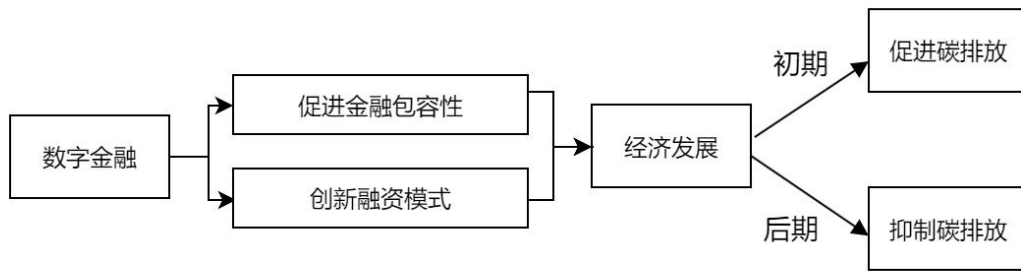 数字金融
促进金融包容性
创新融资模式
经济发展
初期
促进碳排放
后期
抑制碳排放